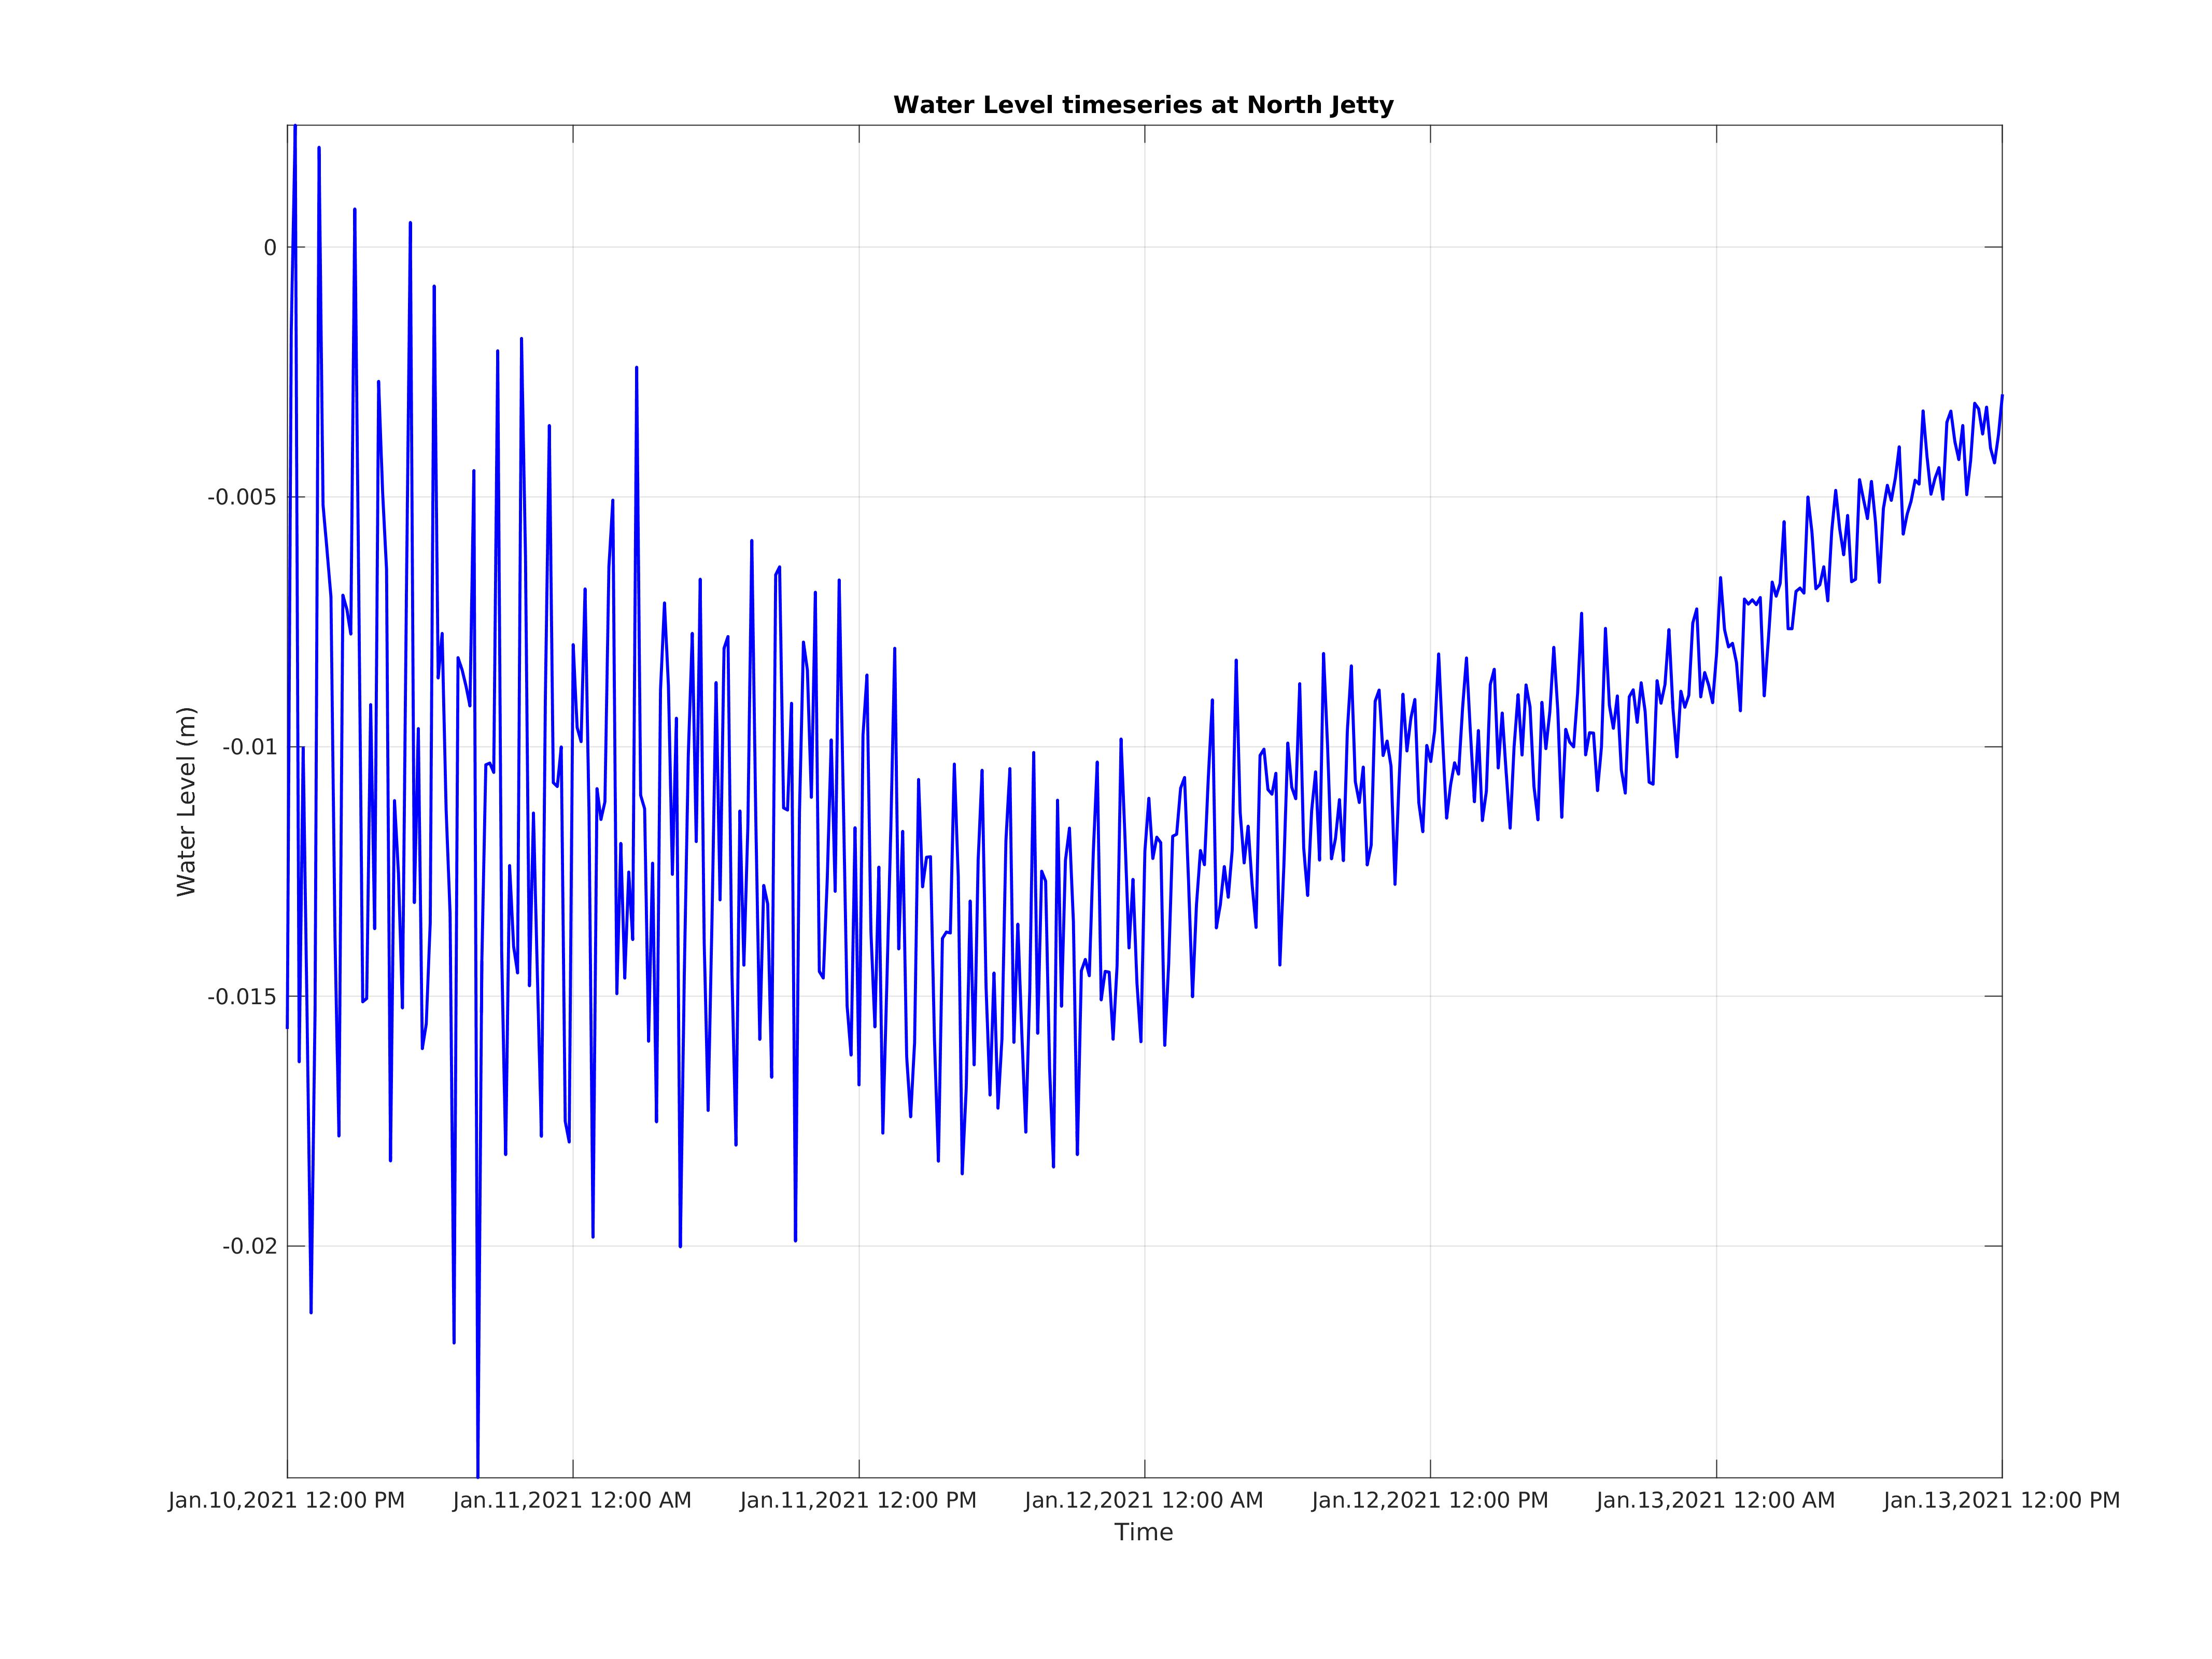 Water Level timeseries at North Jetty
0
-0.005
-0.01
-0.015
-0.02
Water Level (m)
Jan.10,2021 12:00 PM
Jan.11,2021 12:00 AM
Jan.11,2021 12:00 PM
Jan.12,2021 12:00 AM
Jan.12,2021 12:00 PM
Jan.13,2021 12:00 AM
Jan.13,2021 12:00 PM
Time